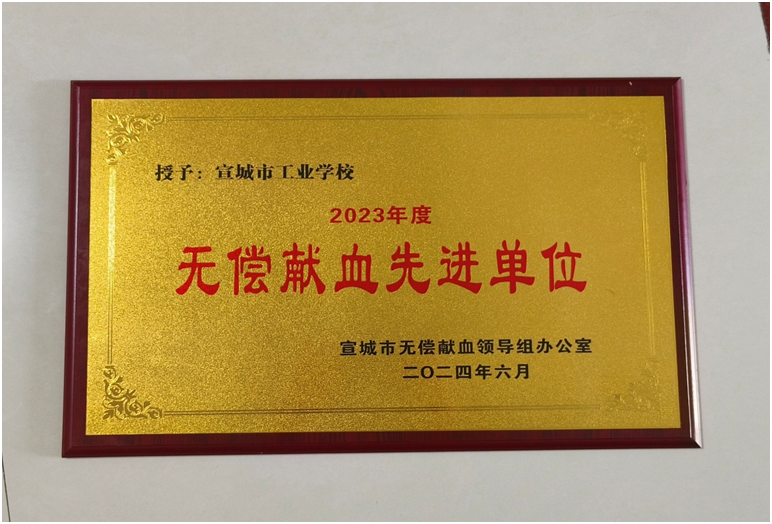 授予：宣城市工业学校
2023年度
无偿献血先进单位
宣城市无偿献血领导组办公室
二〇二四年六月